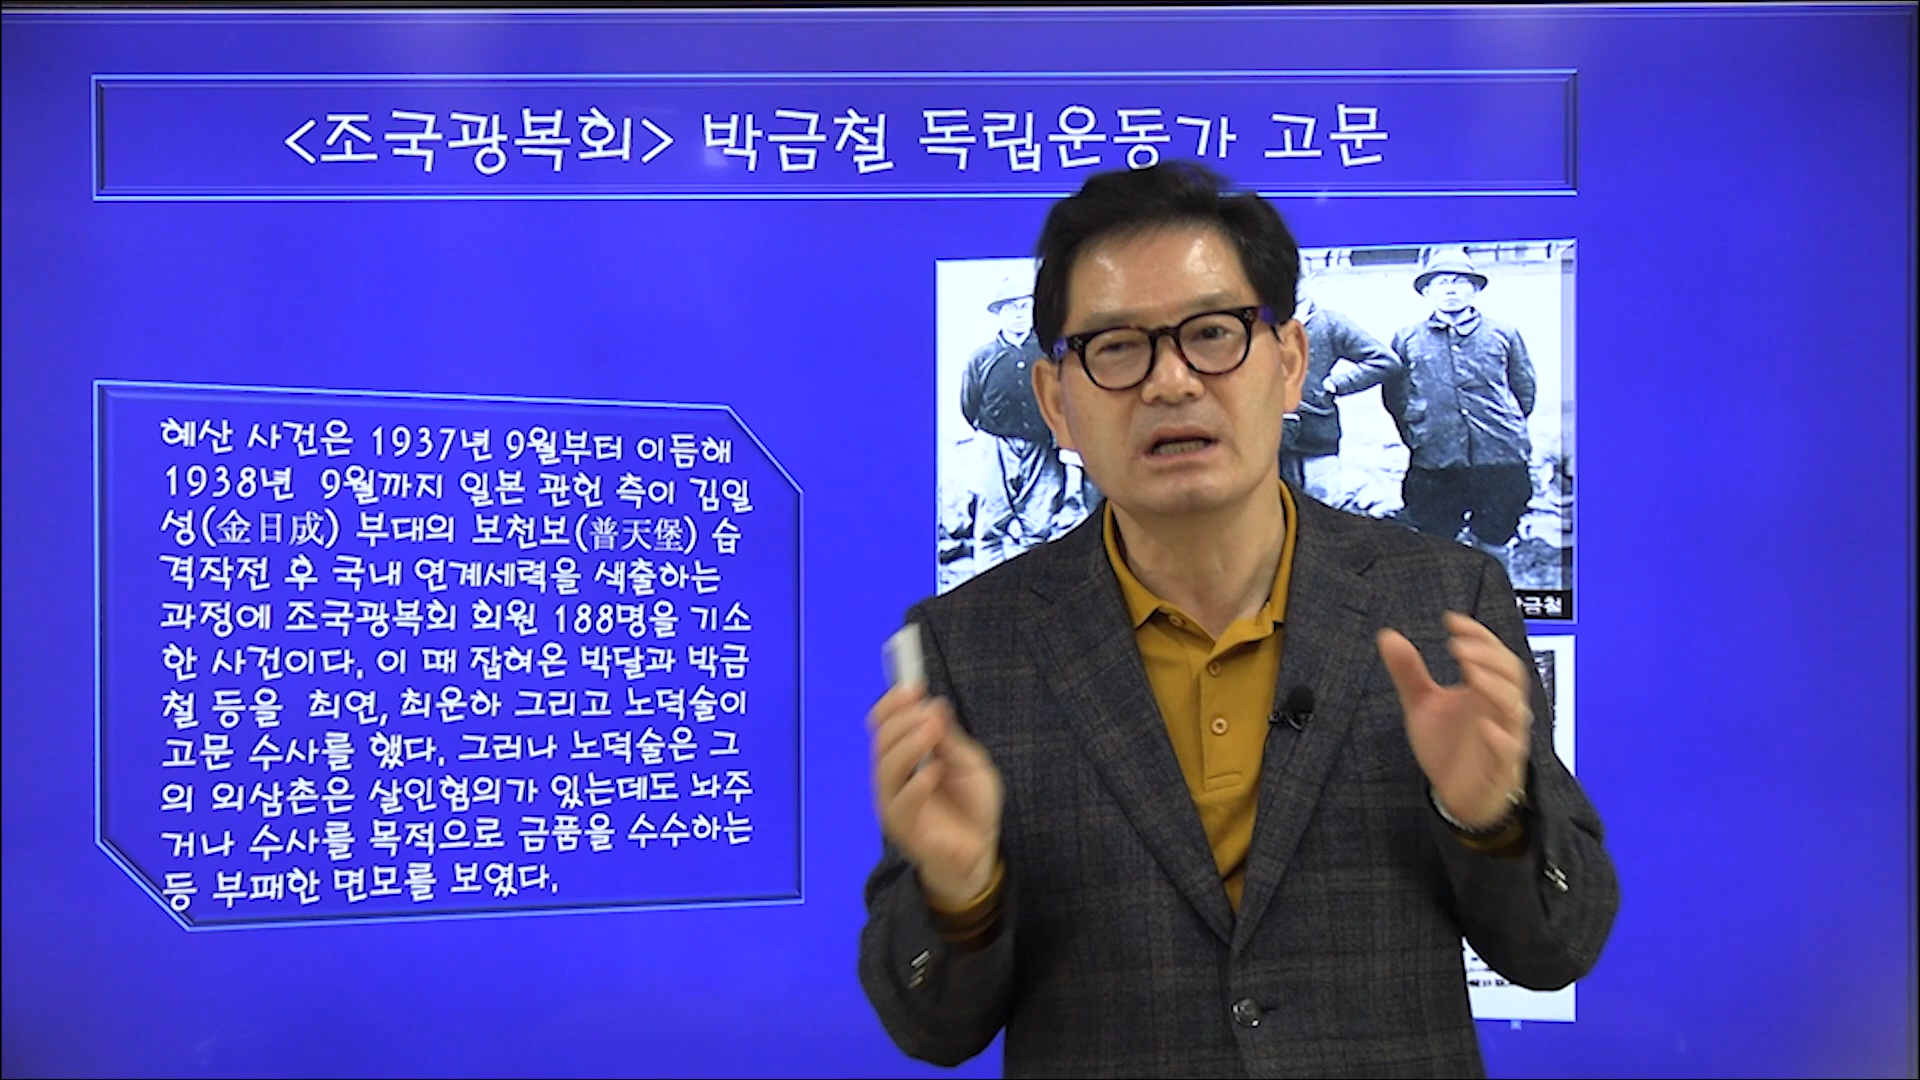 <조국광복회> 박금철 독립운동가 고문
혜산 사건은 1937년 9월부터 이듬해
1938년 9월까지 일본 관헌 측이 김일
성(金日成) 부대의 보천보(普天堡) 습
격작전 후 국내 연계세력을 색출하는
과정에 조국광복회 회원 188명을 기소
한 사건이다. 이 때 잡혀온 박달과 박금
철 등을 최연, 최운하 그리고 노덕술이
고문 수사를 했다. 그러나 노덕술은 그
의 외삼촌은 살인혐의가 있는데도 놔주
거나 수사를 목적으로 금품을 수수하는
등 부패한 면모를 보였다.